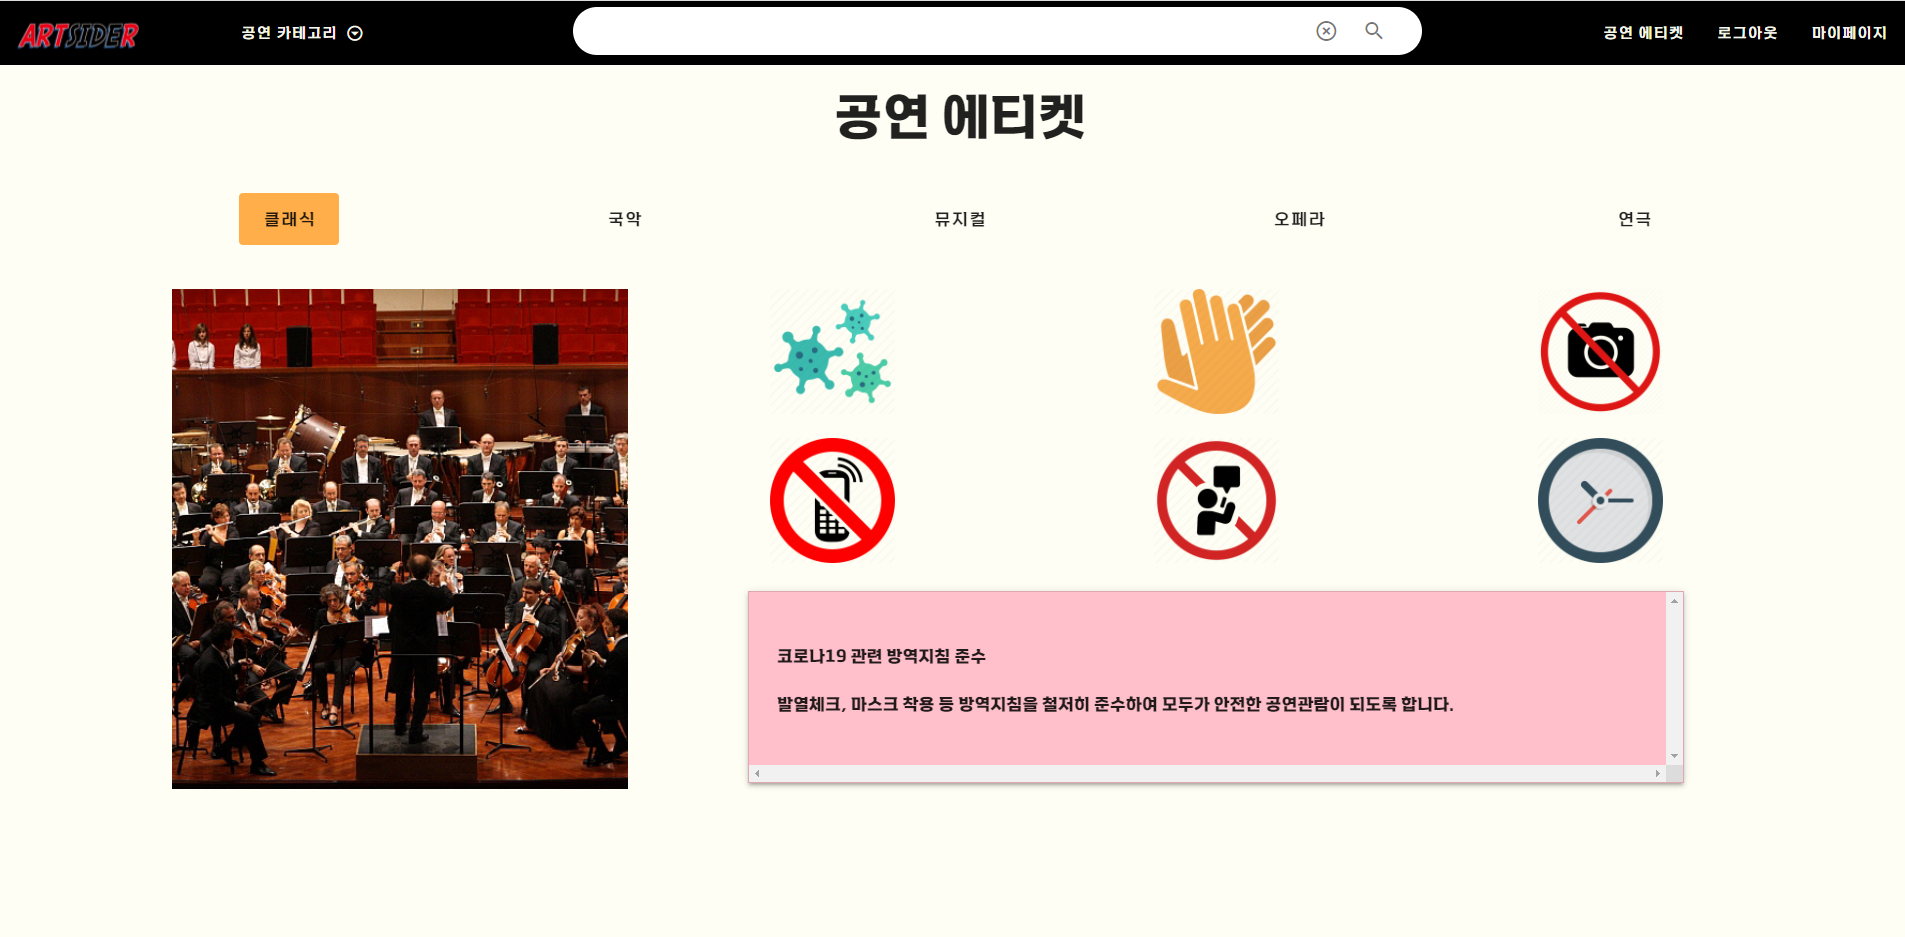 ARTSIDER
공연 카테고리
공연 에티켓
로그아웃
마이페이지
공연 에티켓
클래식
국악
뮤지컬
오페라
연극
코로나19 관련 방역지침 준수
발열체크, 마스크 착용 등 방역지침을 철저히 준수하여 모두가 안전한 공연관람이 되도록 합니다.